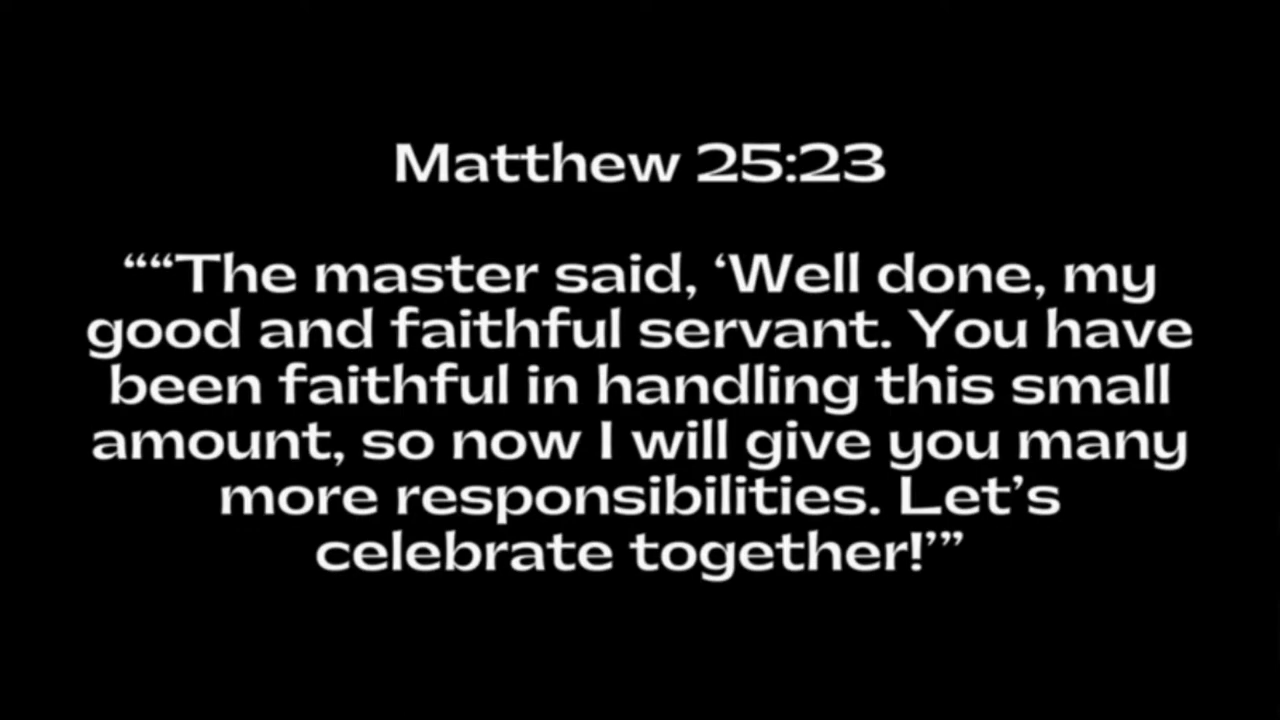 Matthew 25:23
““The master said, ‘Well done, my
good and faithful servant. You have
been faithful in handling this small
amount, so now I will give you many
more responsibilities. Let’s
celebrate together!’”